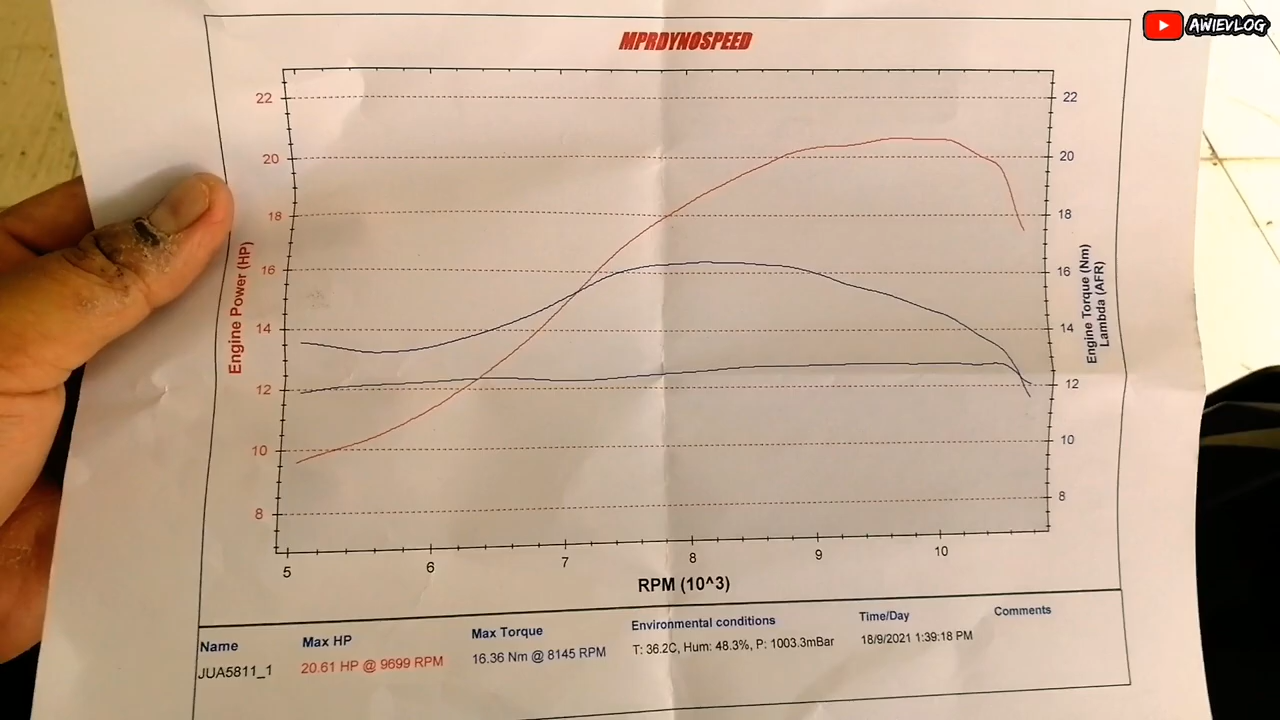 AWIEVLOG
MPRDYNOSPEED
22 22
20 20
18 18
16 16
14 14
12 12
10 10
8 8
Engine Power (HP)
Engine Torque (Nm)
Lambda (AFR)
5 6 7 8 9 10
RPM (10^3)
Name Max HP Max Torque Environmental conditions Time/Day Comments
JUA5811_1 20.61 HP @ 9699 RPM 16.36 Nm @ 8145 RPM T: 36.2C, Hum: 48.3%, P: 1003.3mBar 18/9/2021 1:39:18 PM